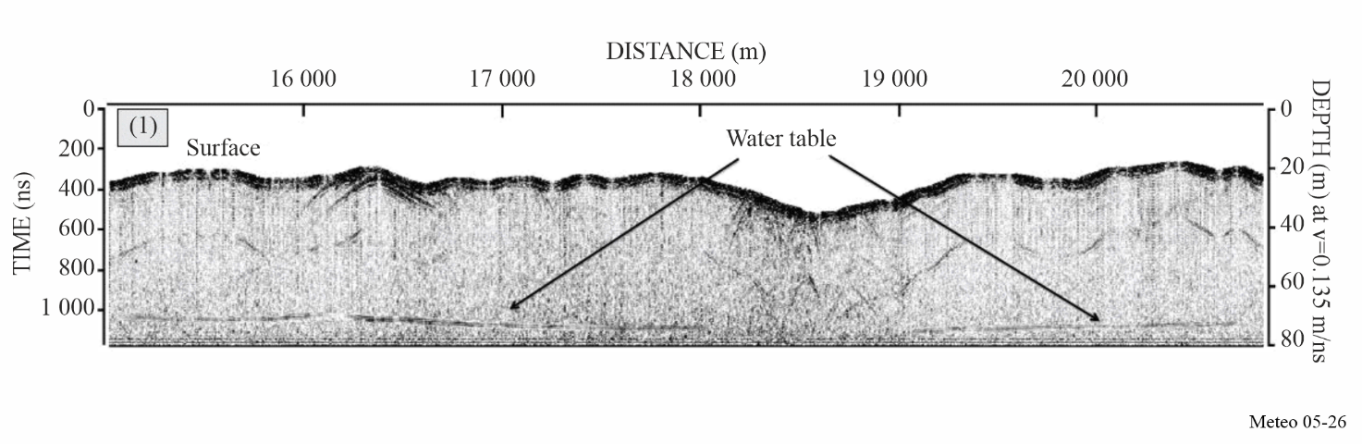 DISTANCE (m)
16 000 17 000 18 000 19 000 20 000
0
200
400
600
800
1 000
TIME (ns)
(1)
Surface
Water table
0
20
40
60
80
DEPTH (m) at v=0.135 m/ns
Meteo 05-26